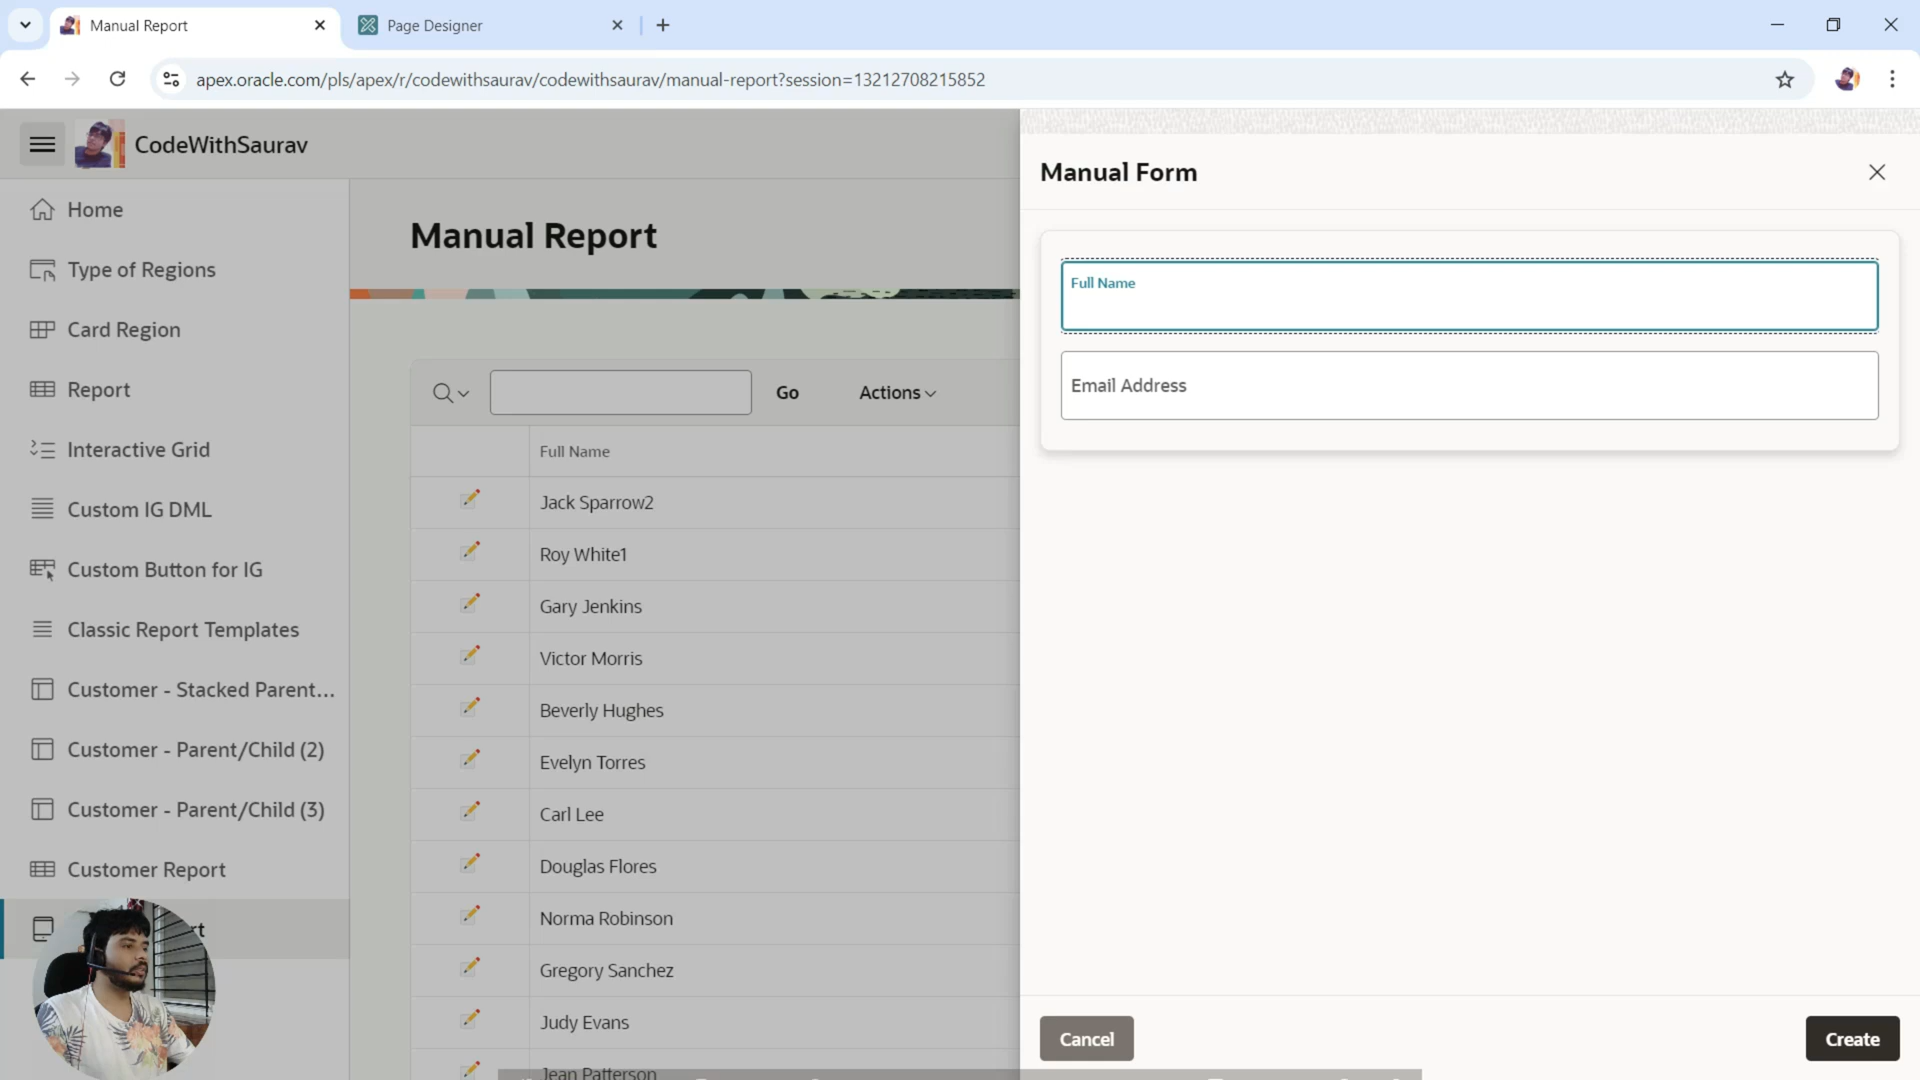 Manual Report
Page Designer
apex.oracle.com/pls/apex/r/codewithsaurav/codewithsaurav/manual-report?session=13212708215852
CodeWithSaurav
Home
Type of Regions
Card Region
Report
Interactive Grid
Custom IG DML
Custom Button for IG
Classic Report Templates
Customer - Stacked Parent...
Customer - Parent/Child (2)
Customer - Parent/Child (3)
Customer Report
Manual Report
Go
Actions
Full Name
Jack Sparrow2
Roy White1
Gary Jenkins
Victor Morris
Beverly Hughes
Evelyn Torres
Carl Lee
Douglas Flores
Norma Robinson
Gregory Sanchez
Judy Evans
Jean Patterson
Manual Form
Full Name
Email Address
Cancel
Create